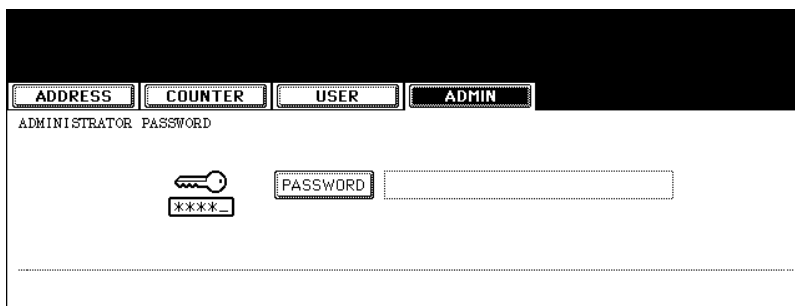 ADDRESS COUNTER USER ADMIN
ADMINISTRATOR PASSWORD
PASSWORD
****_